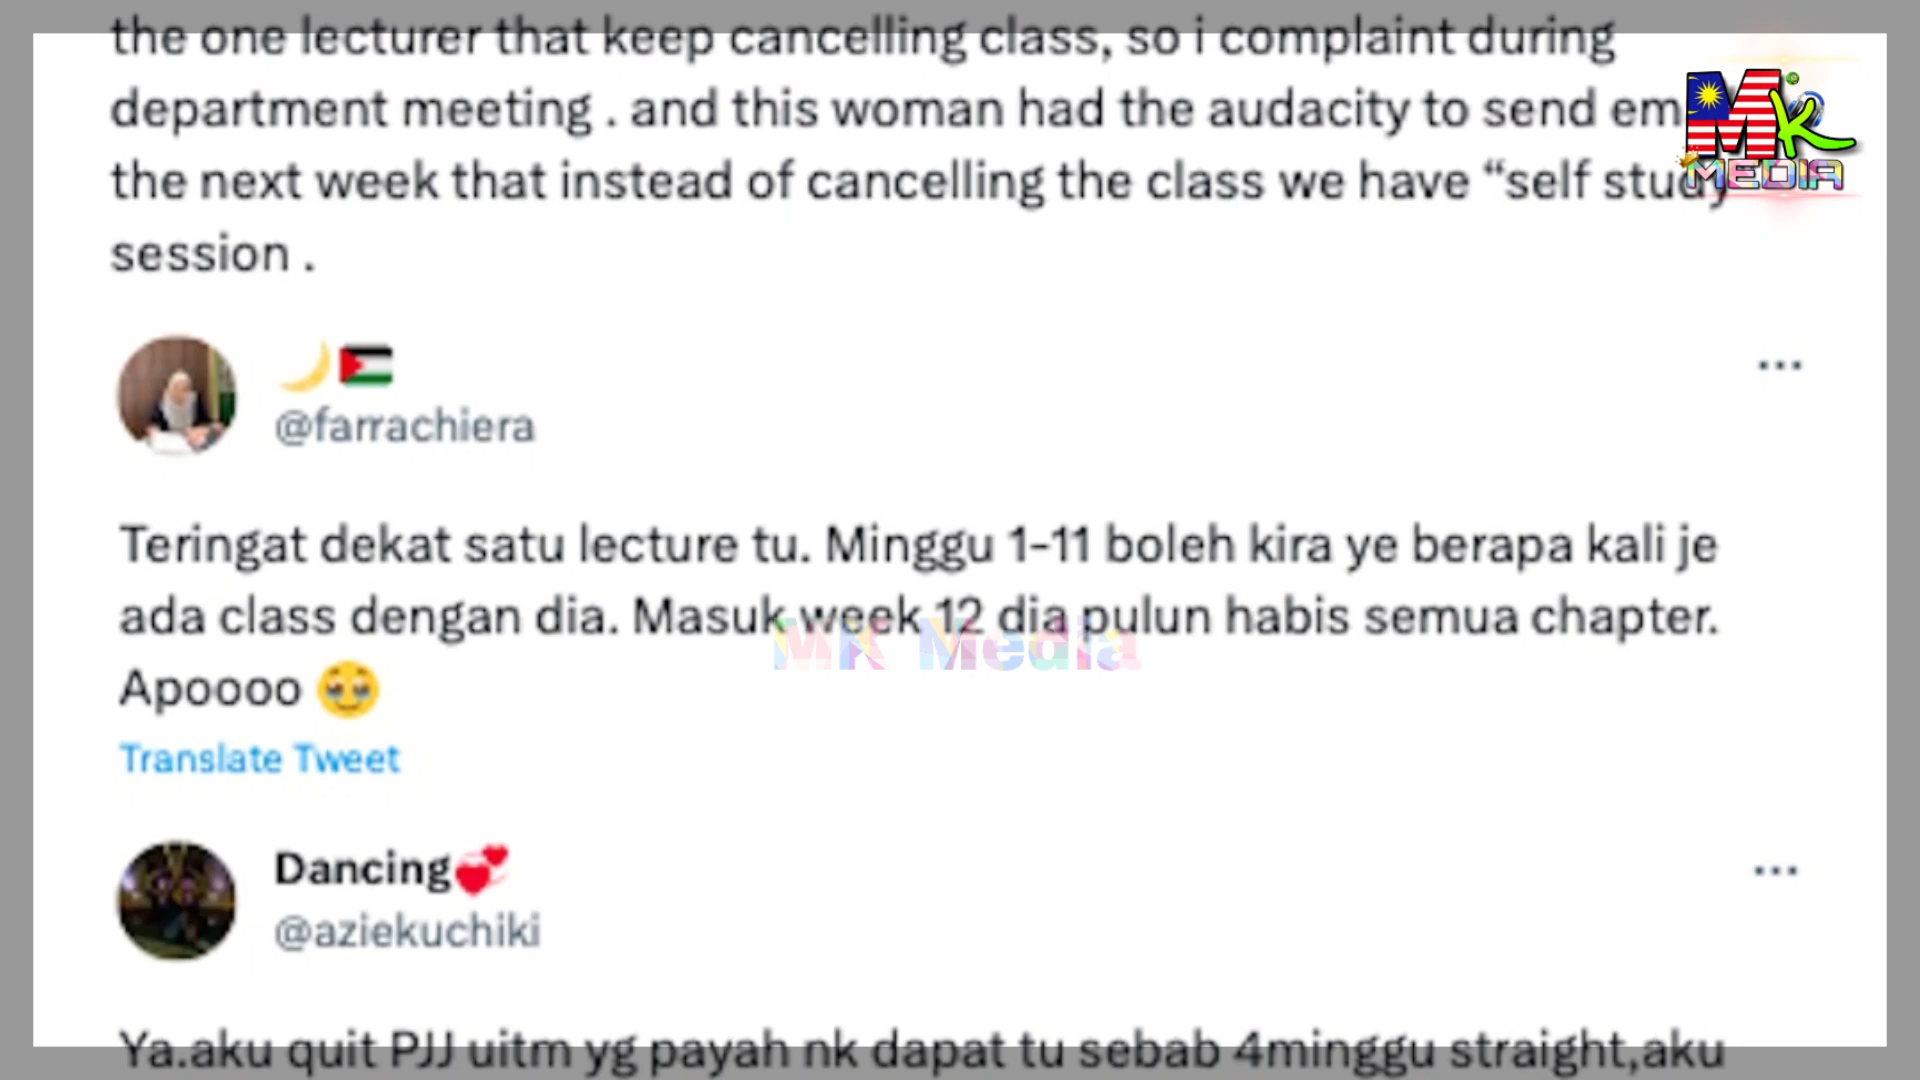 the one lecturer that keep cancelling class, so i complaint during
department meeting . and this woman had the audacity to send em
the next week that instead of cancelling the class we have “self study
session .
MK
MEDIA
🌙🇵🇸
@farrachiera
Teringat dekat satu lecture tu. Minggu 1-11 boleh kira ye berapa kali je
ada class dengan dia. Masuk week 12 dia pulun habis semua chapter.
MK Media
Apoooo 🥹
Translate Tweet
Dancing💞
@aziekuchiki
Ya.aku quit PJJ uitm yg payah nk dapat tu sebab 4minggu straight,aku